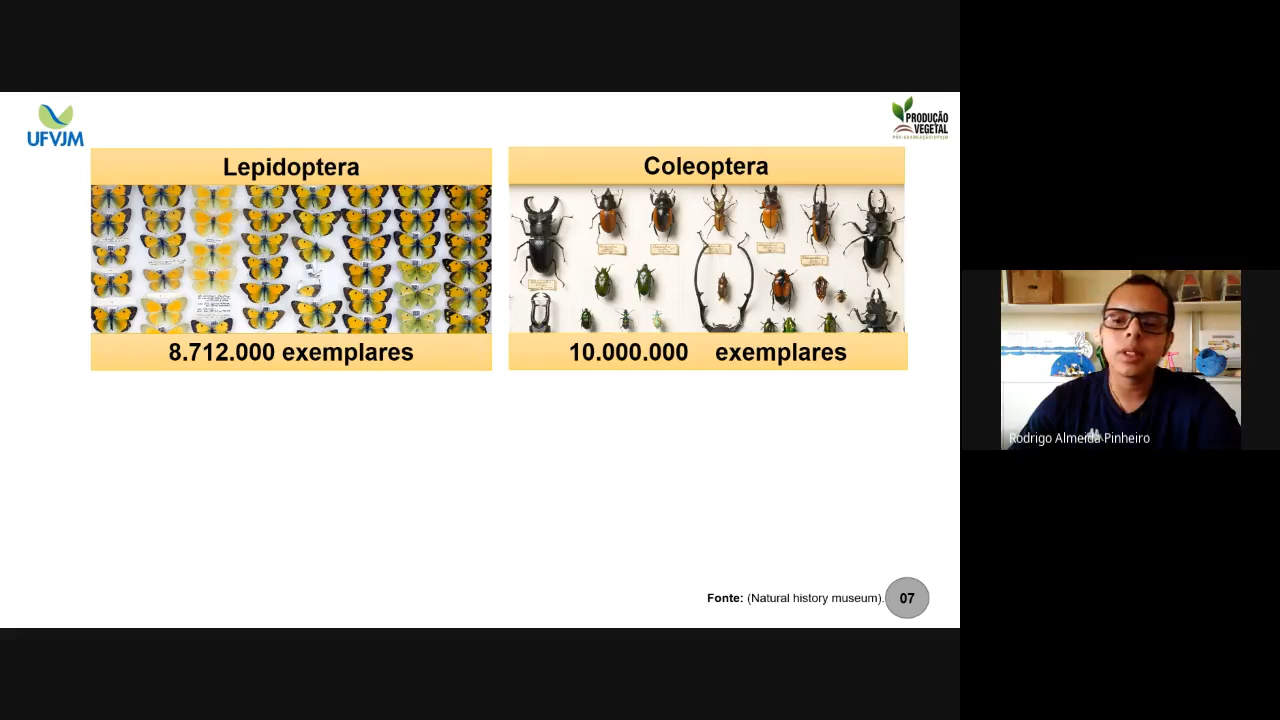 UFVJM
PRODUÇÃO
VEGETAL
Lepidoptera
Coleoptera
8.712.000 exemplares
10.000.000 exemplares
Rodrigo Almeida Pinheiro
Fonte: (Natural history museum).
07